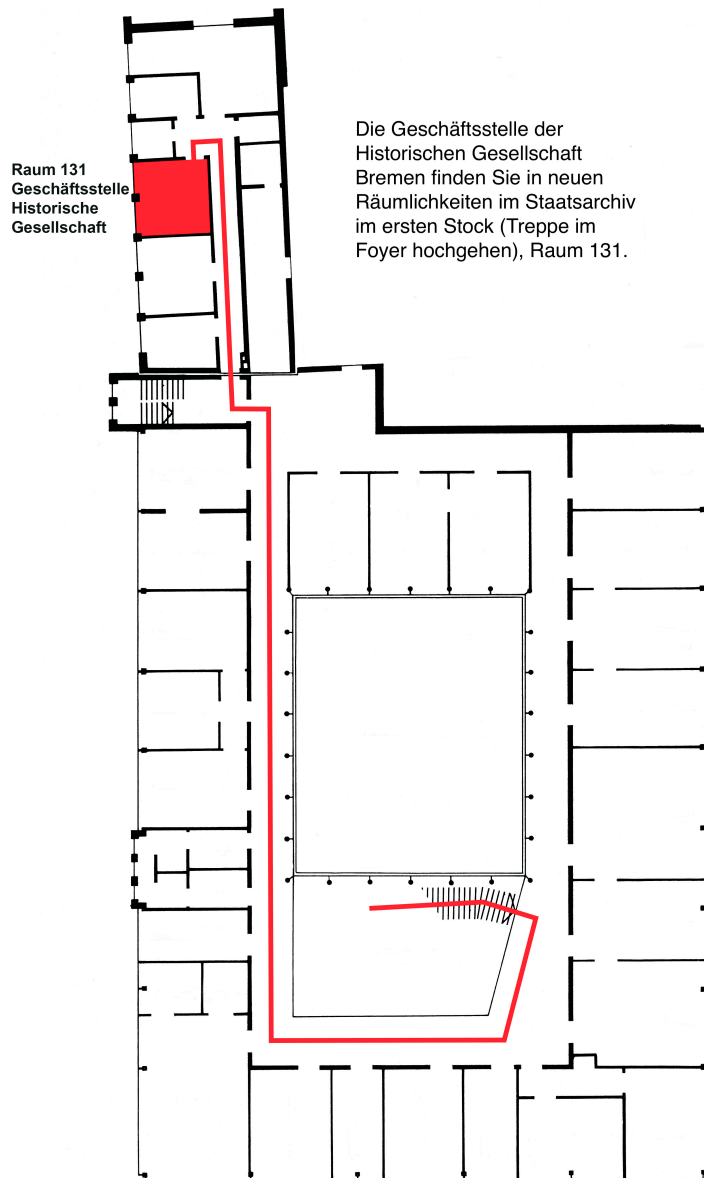 Die Geschäftsstelle der
Historischen Gesellschaft
Bremen finden Sie in neuen
Räumlichkeiten im Staatsarchiv
im ersten Stock (Treppe im
Foyer hochgehen), Raum 131.
Raum 131
Geschäftsstelle
Historische
Gesellschaft